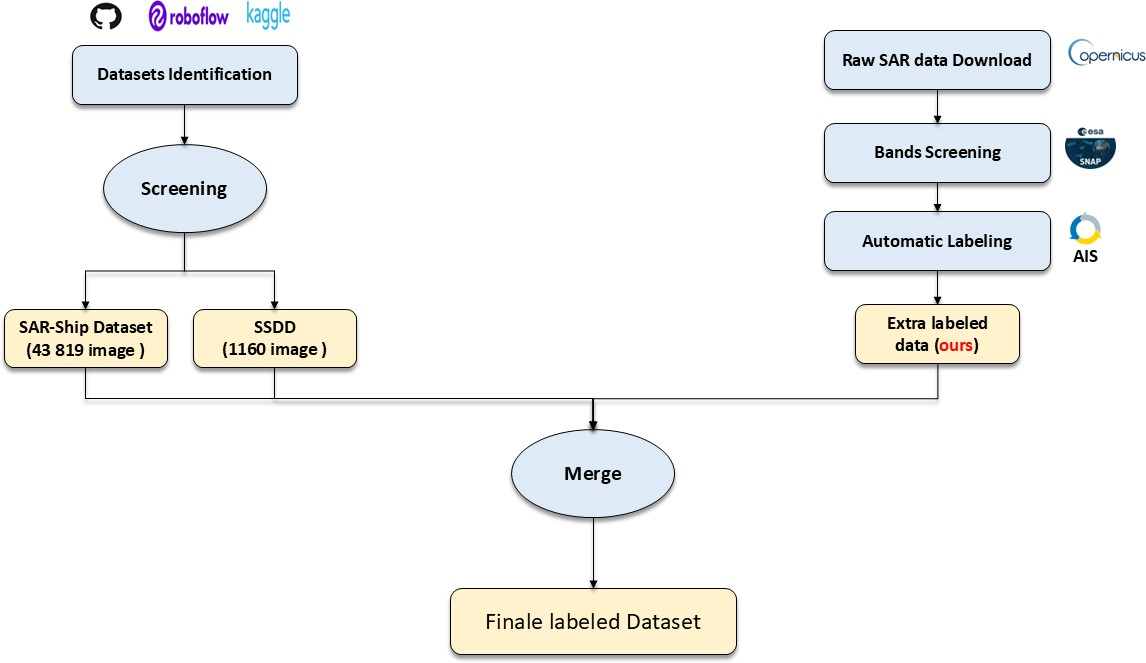 roboflow
kaggle
Datasets Identification
Screening
SAR-Ship Dataset
(43 819 image )
SSDD
(1160 image )
Raw SAR data Download
opernicus
Bands Screening
esa
SNAP
Automatic Labeling
AIS
Extra labeled
data (ours)
Merge
Finale labeled Dataset